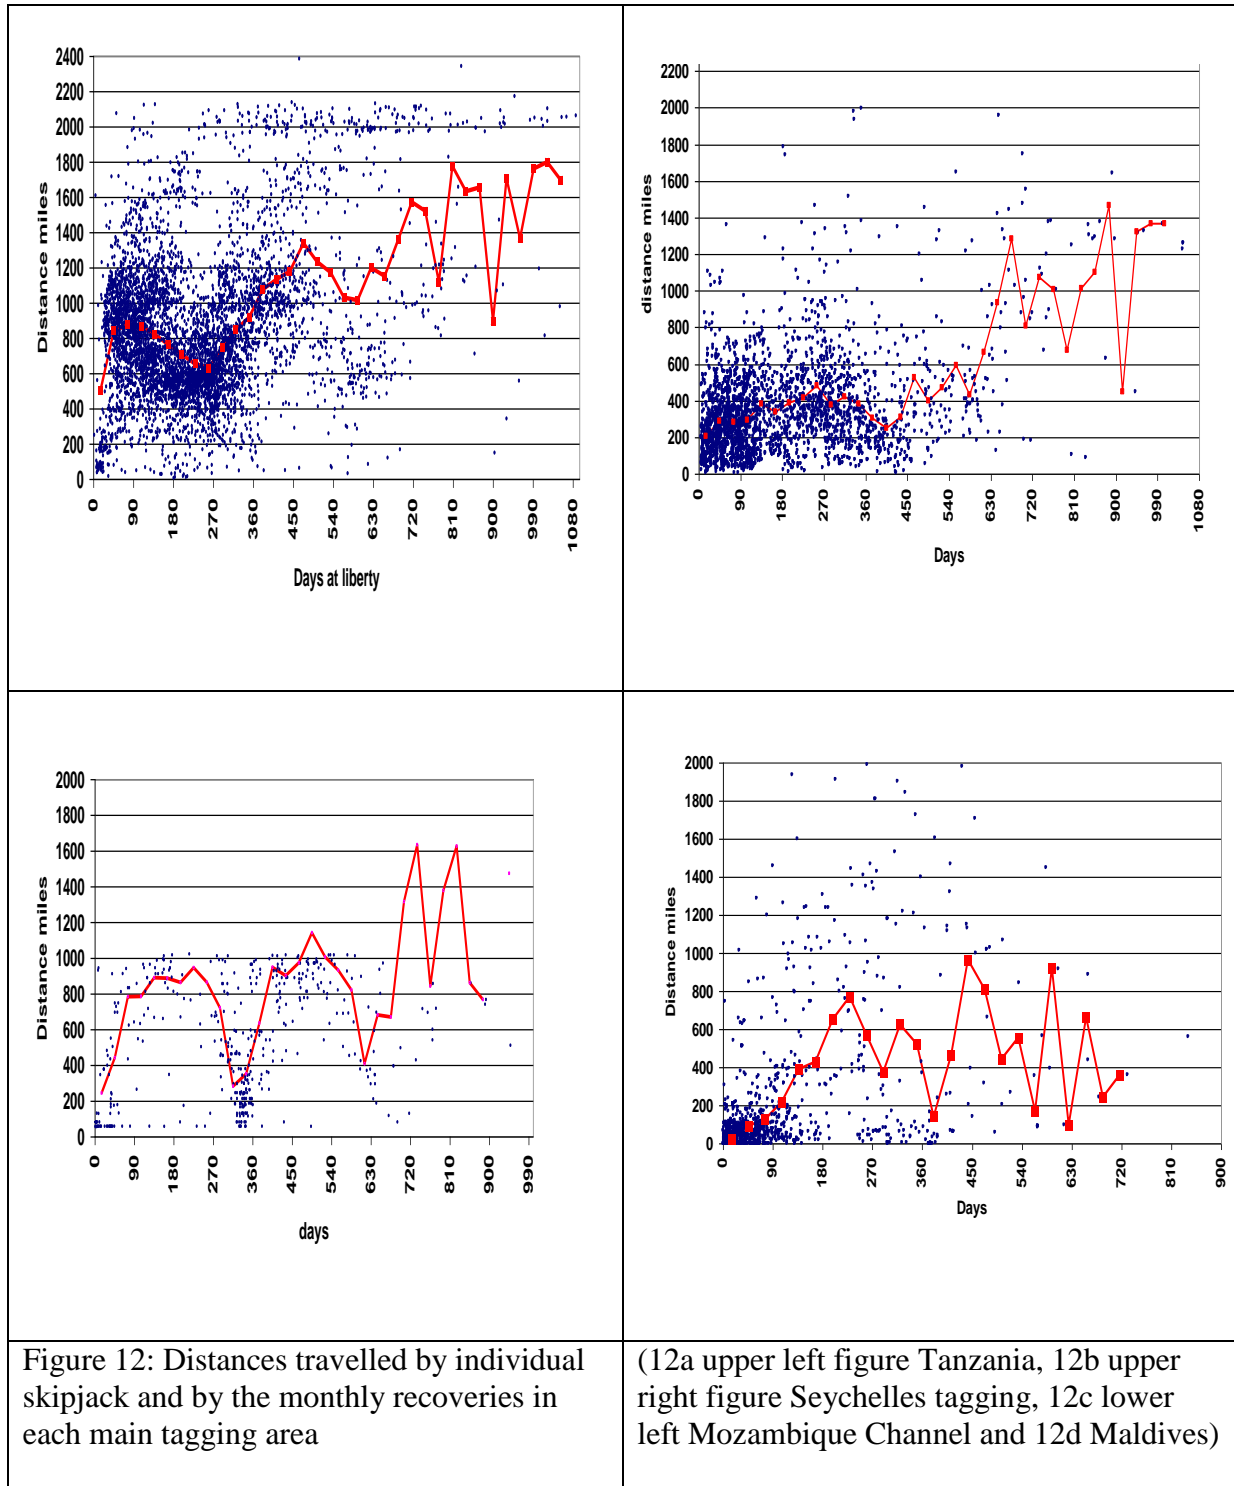 2400
2200
2000
1800
1600
1400
1200
1000
800
600
400
200
0
Distance miles
0 90 180 270 360 450 540 630 720 810 900 990 1080
Days at liberty
2200
2000
1800
1600
1400
1200
1000
800
600
400
200
0
distance miles
0 90 180 270 360 450 540 630 720 810 900 990 1080
Days
2000
1800
1600
1400
1200
1000
800
600
400
200
0
Distance miles
0 90 180 270 360 450 540 630 720 810 900 990
days
2000
1800
1600
1400
1200
1000
800
600
400
200
0
Distance miles
0 90 180 270 360 450 540 630 720 810 900
Days
Figure 12: Distances travelled by individual
skipjack and by the monthly recoveries in
each main tagging area
(12a upper left figure Tanzania, 12b upper
right figure Seychelles tagging, 12c lower
left Mozambique Channel and 12d Maldives)